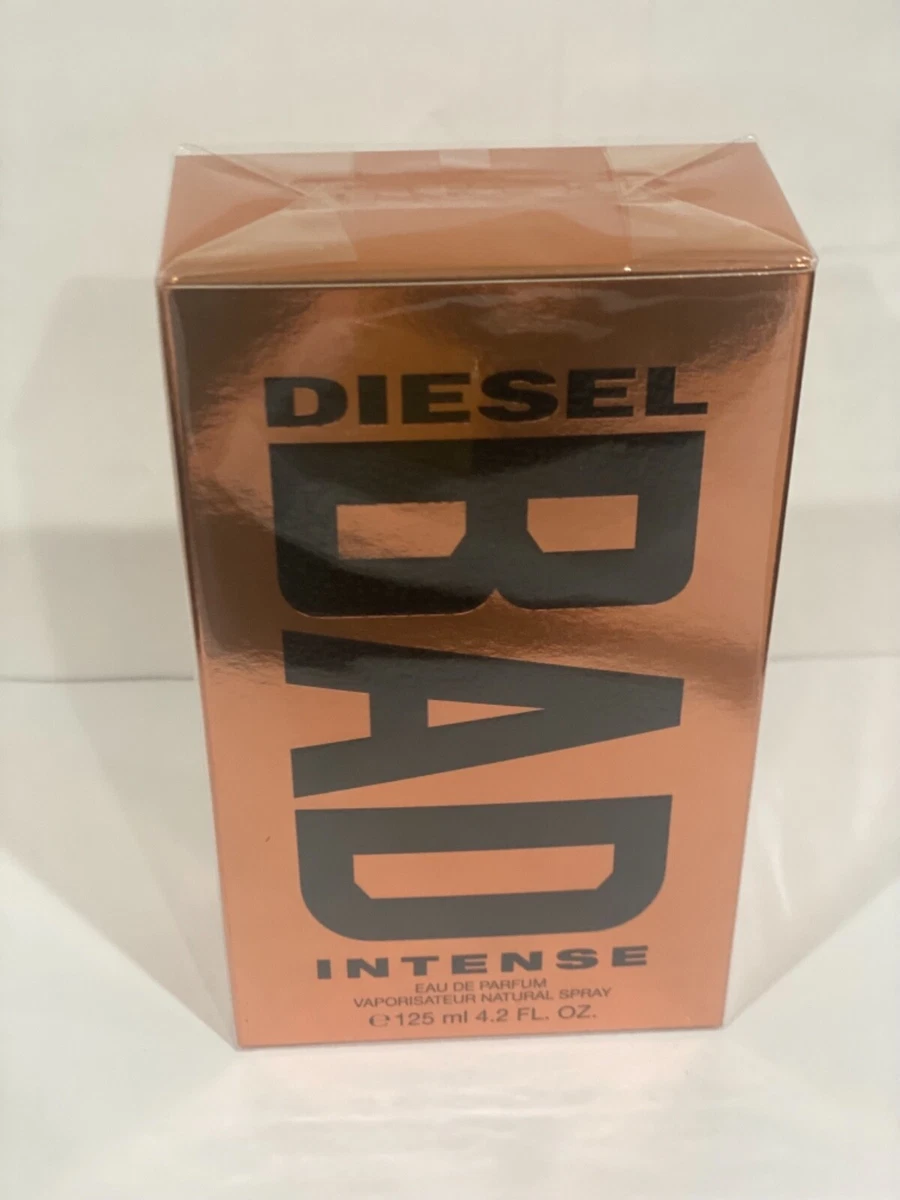 DIESEL
BAD
INTENSE
EAU DE PARFUM
VAPORISATEUR NATURAL SPRAY
℮ 125 ml 4.2 FL. OZ.